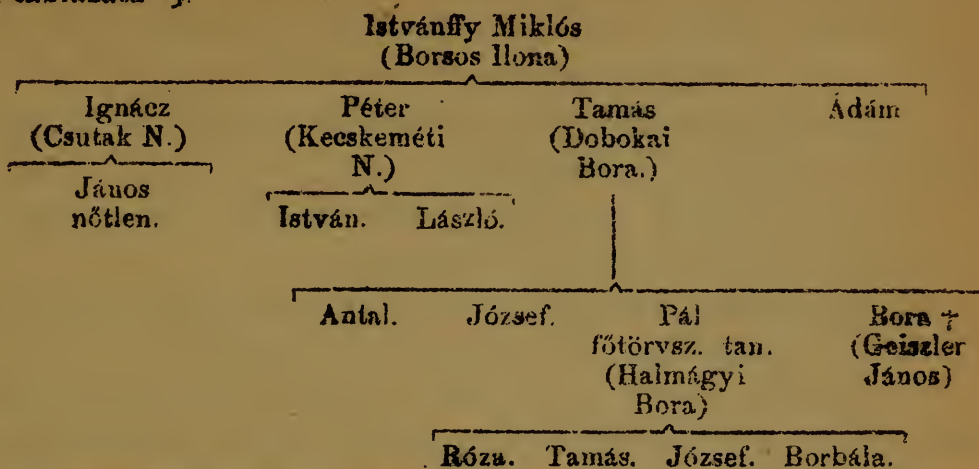 Istvánffy Miklós
(Borsos Ilona)
Ignácz Péter Tamás Ádám
(Csutak N.) (Kecskeméti (Dobokai
N.) Bora.)
János
nőtlen. István. László.
Antal. József. Pál Bora †
főtörvsz. tan. (Geiszler
(Halmágyi János)
Bora)
Róza. Tamás. József. Borbála.